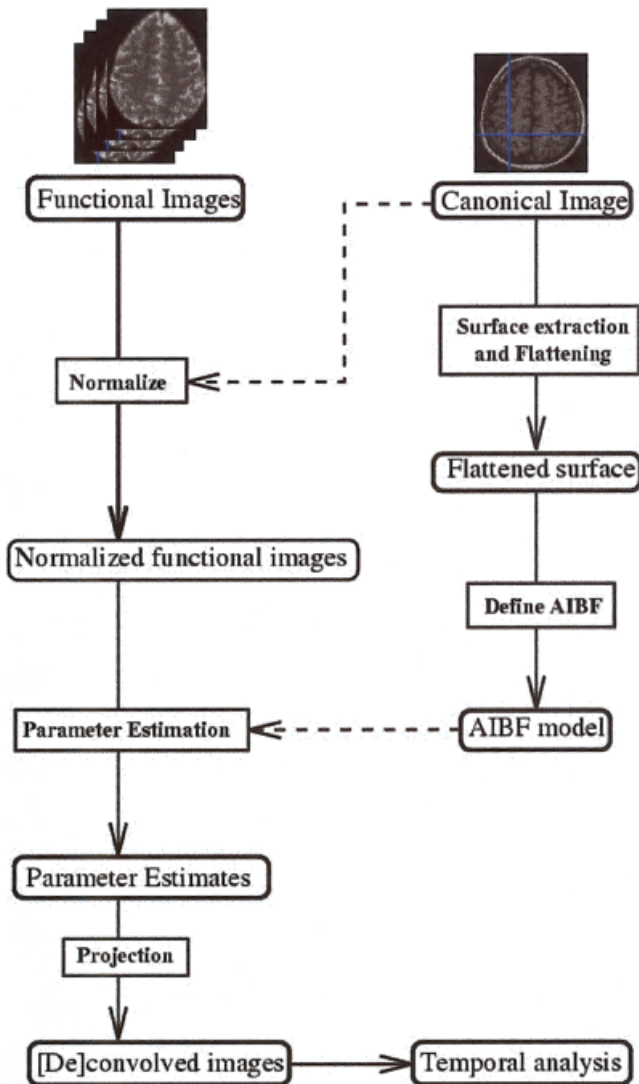 Functional Images
Canonical Image
Surface extraction
and Flattening
Normalize
Flattened surface
Normalized functional images
Define AIBF
Parameter Estimation
AIBF model
Parameter Estimates
Projection
[De]convolved images
Temporal analysis